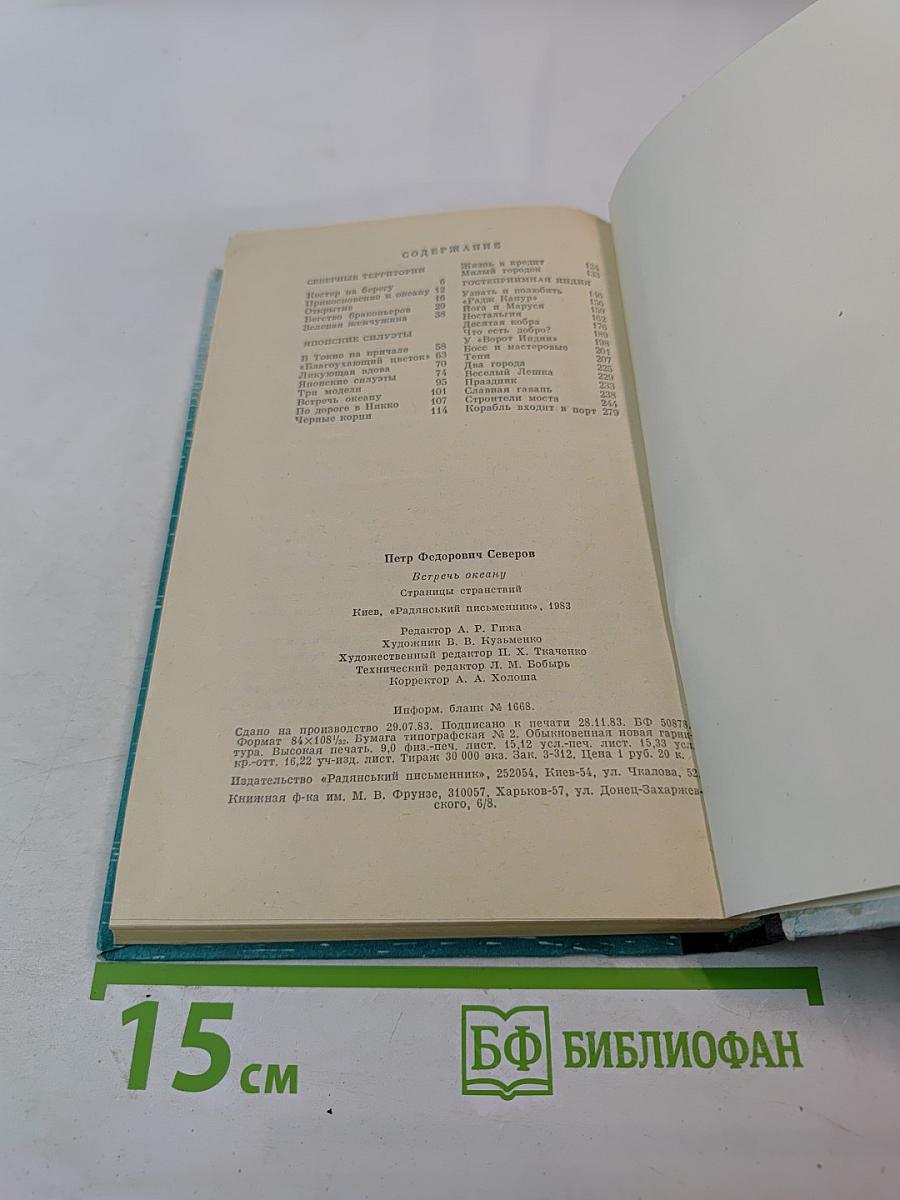 СОДЕРЖАНИЕ
СЕВЕРНЫЕ ТЕРРИТОРИИ
Костер на берегу 6
Прикосновение к океану 12
Открытие 16
Бегство браконьеров 29
Зеленая жемчужина 38
ЯПОНСКИЕ СИЛУЭТЫ
В Токио на причале 58
«Благоухающий цветок» 63
Ликующая вдова 70
Японские силуэты 74
Три модели 95
Встречь океану 101
По дороге в Никко 107
Черные корни 114
Жизнь в кредит 124
Милый городок 133
ГОСТЕПРИИМНАЯ ИНДИЯ
Узнать и полюбить 146
«Радж Капур» 156
Йога и Маруся 159
Ностальгия 162
Десятая кобра 176
Что есть добро? 189
У «Ворот Индии» 198
Босс и мастеровые 201
Тени 207
Два города 225
Веселый Лешка 229
Праздник 233
Славная гавань 238
Строители моста 244
Корабль входит в порт 279
Петр Федорович Северов
Встречь океану
Страницы странствий
Киев, «Радянський письменник», 1983
Редактор А. Р. Гижа
Художник В. В. Кузьменко
Художественный редактор П. Х. Ткаченко
Технический редактор Л. М. Бобырь
Корректор А. А. Холоша
Информ. бланк № 1668.
Сдано на производство 29.07.83. Подписано к печати 28.11.83. БФ 50878.
Формат 84×108¹/₃₂. Бумага типографская № 2. Обыкновенная новая гарни-
тура. Высокая печать. 9,0 физ.-печ. лист. 15,12 усл.-печ. лист. 15,33 усл.
кр.-отт. 16,22 уч-изд. лист. Тираж 30 000 экз. Зак. 3-312. Цена 1 руб. 20 к.
Издательство «Радянський письменник», 252054, Киев-54, ул. Чкалова, 52.
Книжная ф-ка им. М. В. Фрунзе, 310057, Харьков-57, ул. Донец-Захаржев-
ского, 6/8.
15 см
БФ БИБЛИОФАН